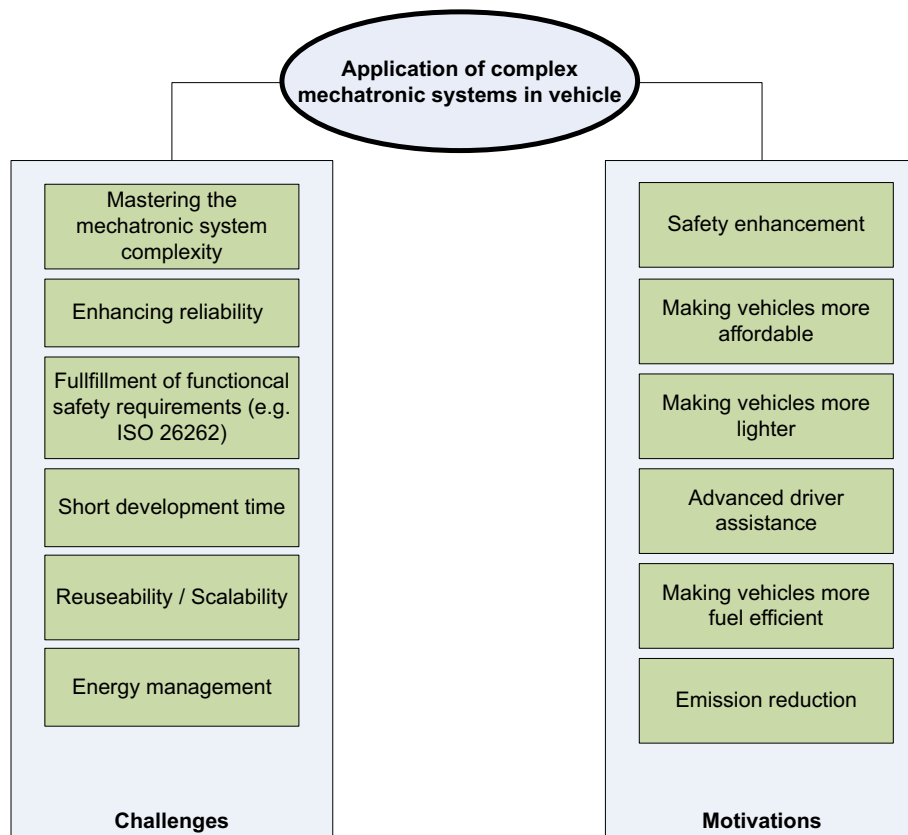 Application of complex
mechatronic systems in vehicle
Mastering the
mechatronic system
complexity
Enhancing reliability
Fullfillment of functioncal
safety requirements (e.g.
ISO 26262)
Short development time
Reuseability / Scalability
Energy management
Challenges
Safety enhancement
Making vehicles more
affordable
Making vehicles more
lighter
Advanced driver
assistance
Making vehicles more
fuel efficient
Emission reduction
Motivations